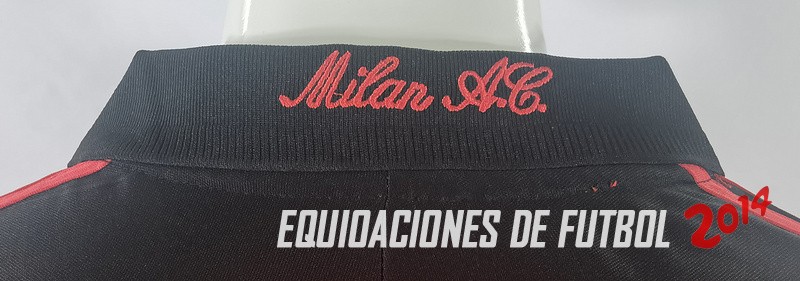 Milan A.C.
EQUIOACIONES DE FUTBOL 2014